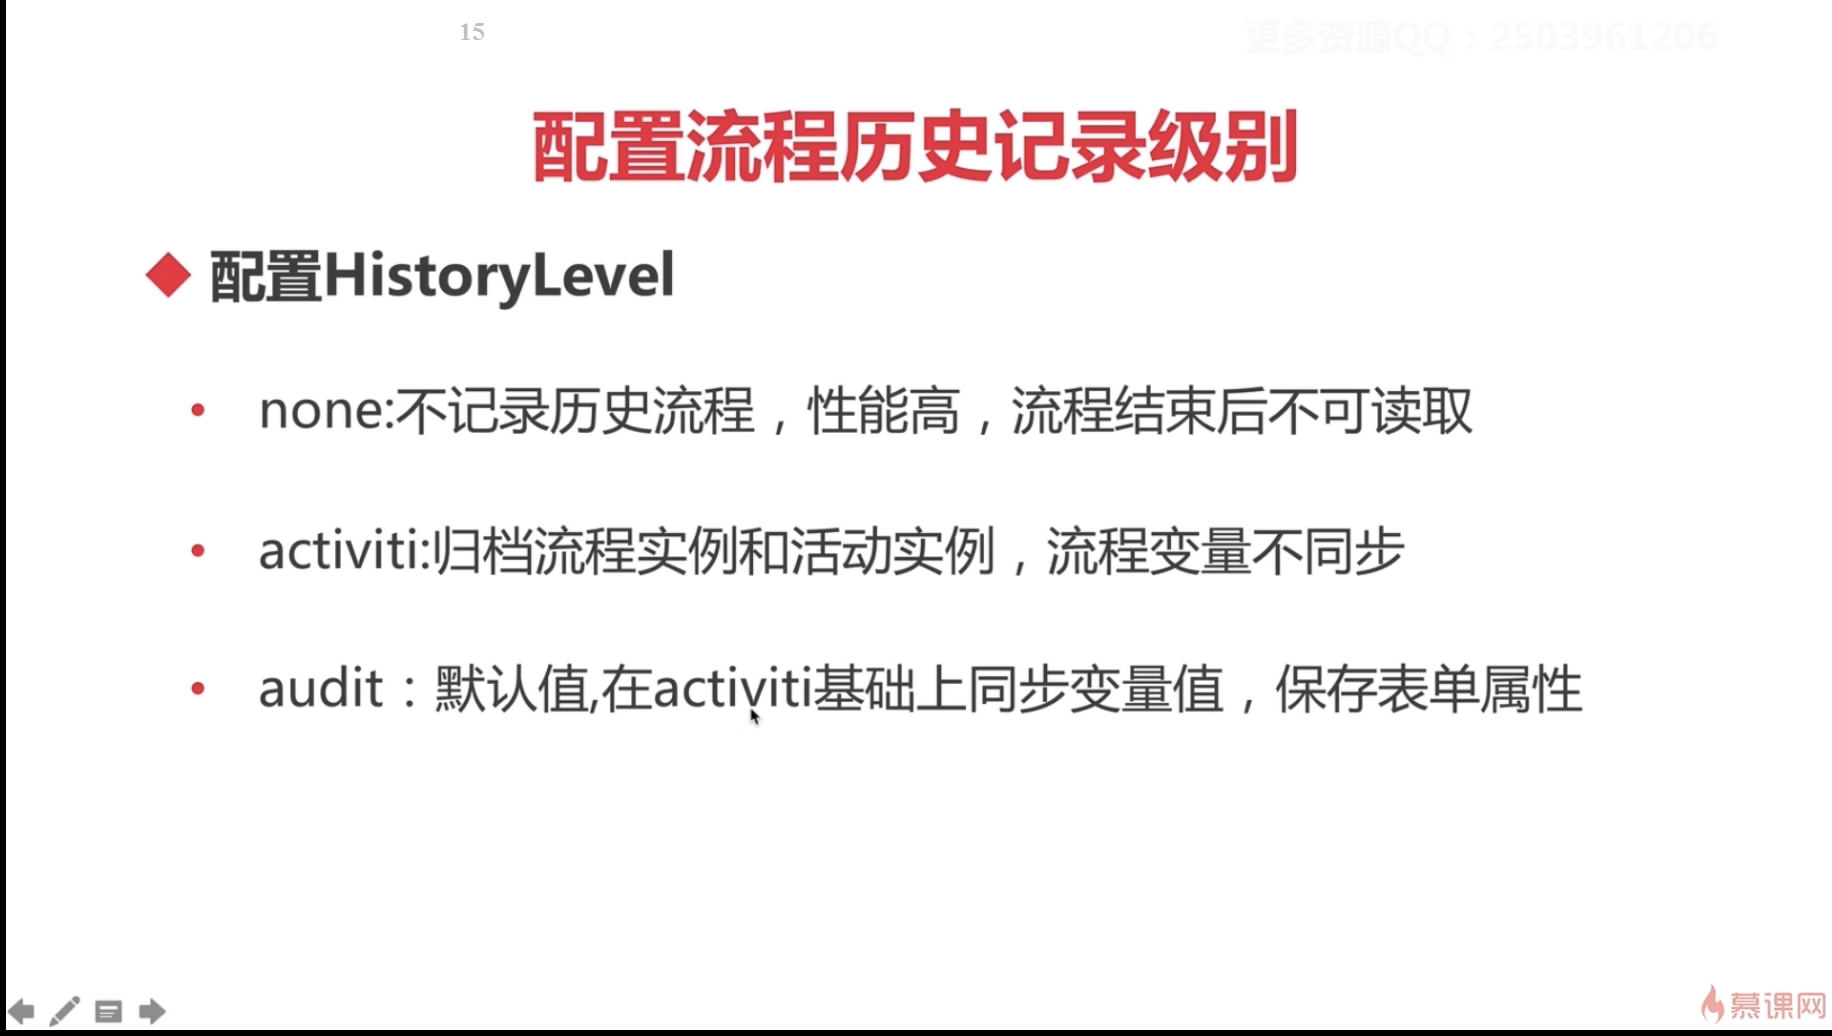 15
更多资源QQ：2503961206
配置流程历史记录级别
配置HistoryLevel
none:不记录历史流程，性能高，流程结束后不可读取
activiti:归档流程实例和活动实例，流程变量不同步
audit：默认值,在activiti基础上同步变量值，保存表单属性
慕课网